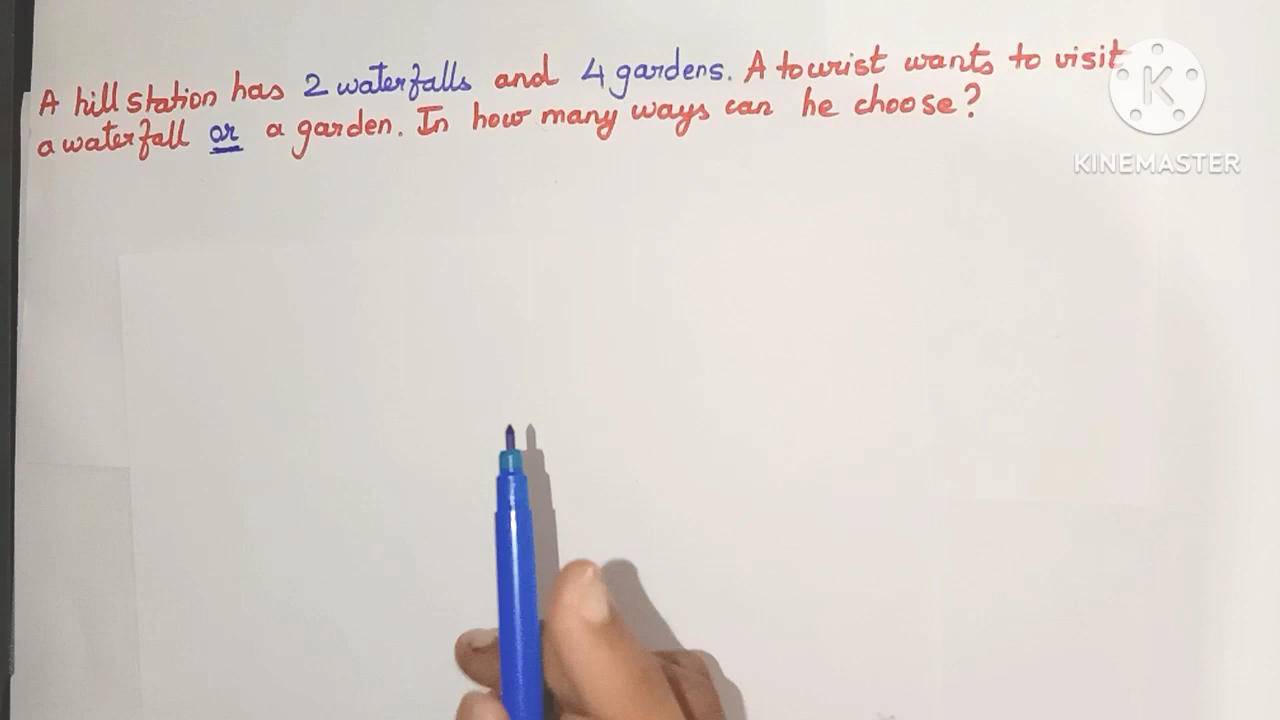 A hill station has 2 waterfalls and 4 gardens. A tourist wants to visit
a waterfall or a garden. In how many ways can he choose?
K
KINEMASTER